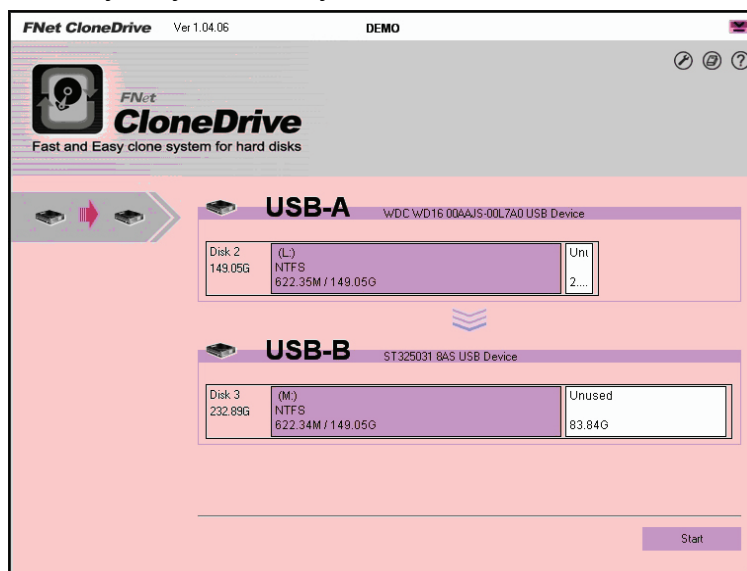 FNet CloneDrive Ver 1.04.06 DEMO
FNet
CloneDrive
Fast and Easy clone system for hard disks
USB-A WDC WD16 00AAJS-00L7A0 USB Device
Disk 2
149.05G
(L:)
NTFS
622.35M / 149.05G
Unu
2....
USB-B ST325031 8AS USB Device
Disk 3
232.89G
(M:)
NTFS
622.34M / 149.05G
Unused
83.84G
Start